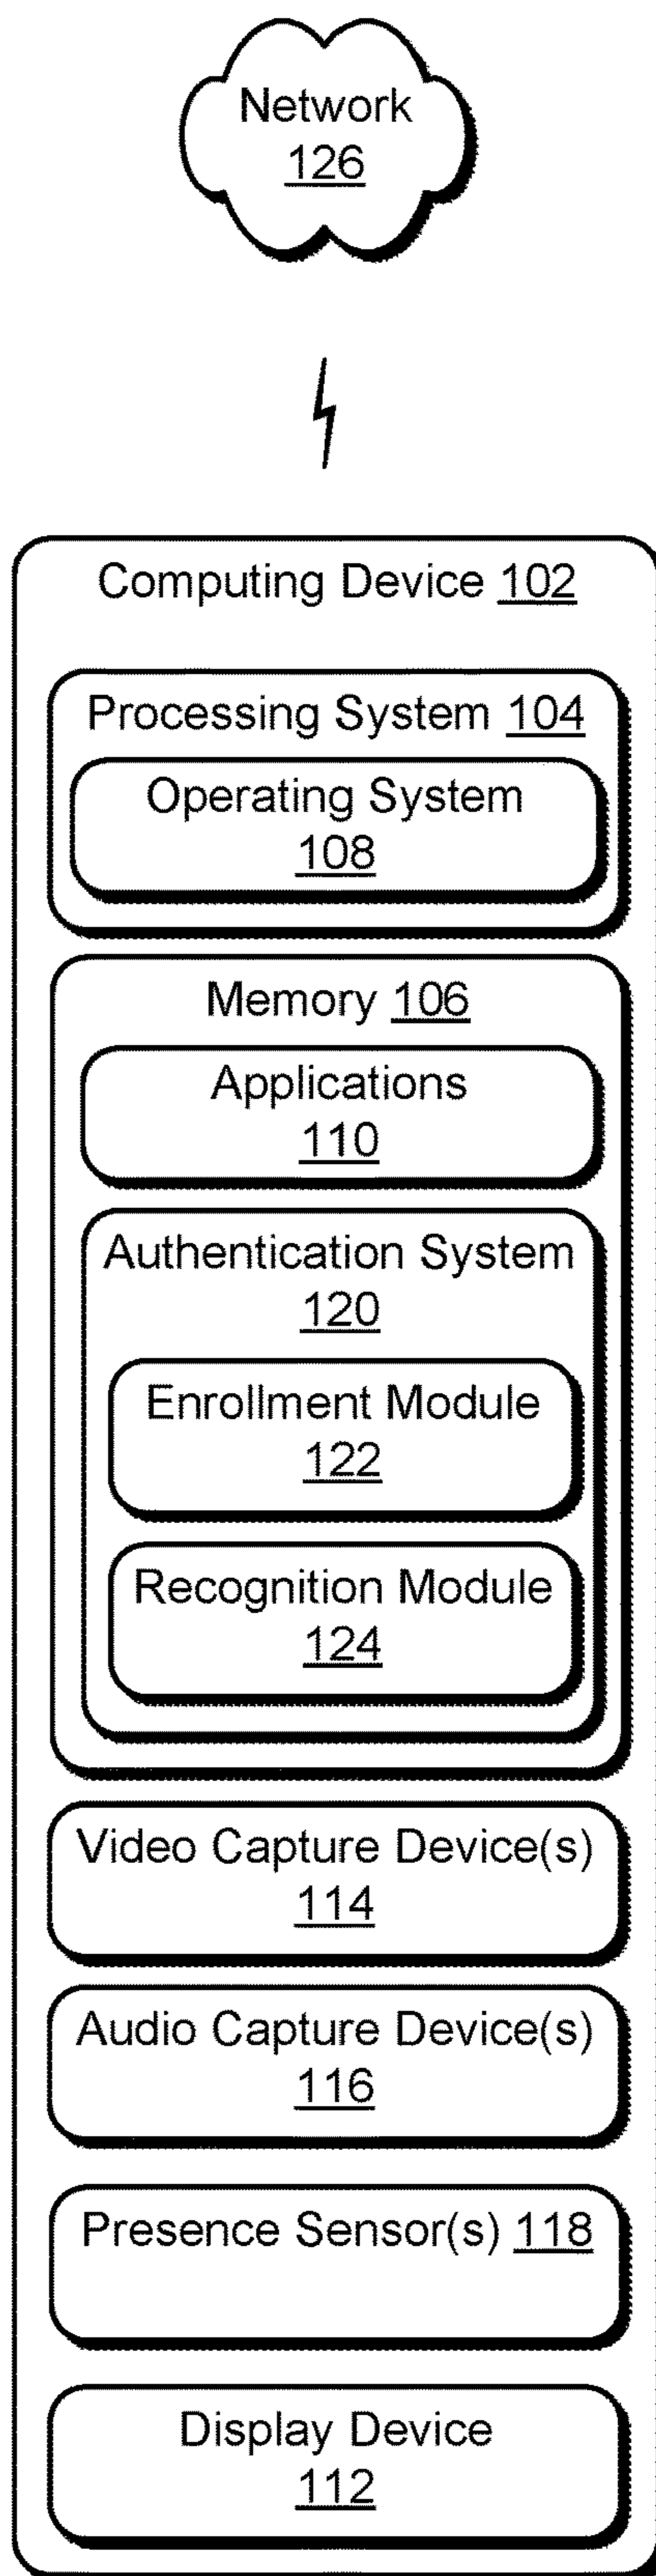 Network
126
Computing Device 102
Processing System 104
Operating System
108
Memory 106
Applications
110
Authentication System
120
Enrollment Module
122
Recognition Module
124
Video Capture Device(s)
114
Audio Capture Device(s)
116
Presence Sensor(s) 118
Display Device
112